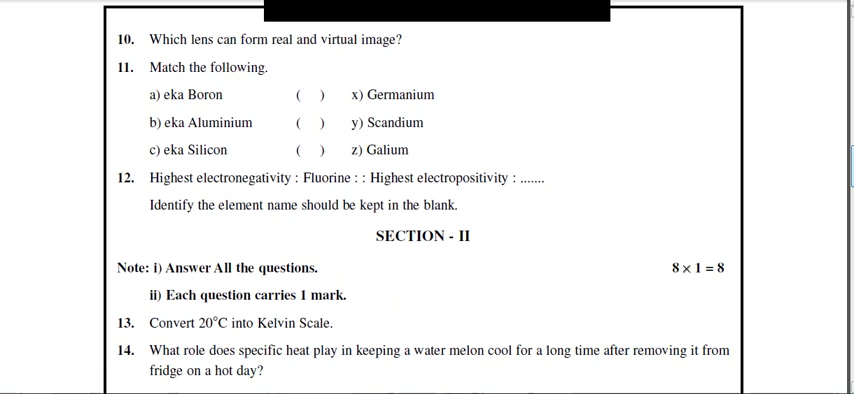 10. Which lens can form real and virtual image?
11. Match the following.
a) eka Boron ( ) x) Germanium
b) eka Aluminium ( ) y) Scandium
c) eka Silicon ( ) z) Galium
12. Highest electronegativity : Fluorine : : Highest electropositivity : .......
Identify the element name should be kept in the blank.
SECTION - II
Note: i) Answer All the questions. 8 × 1 = 8
ii) Each question carries 1 mark.
13. Convert 20°C into Kelvin Scale.
14. What role does specific heat play in keeping a water melon cool for a long time after removing it from
fridge on a hot day?